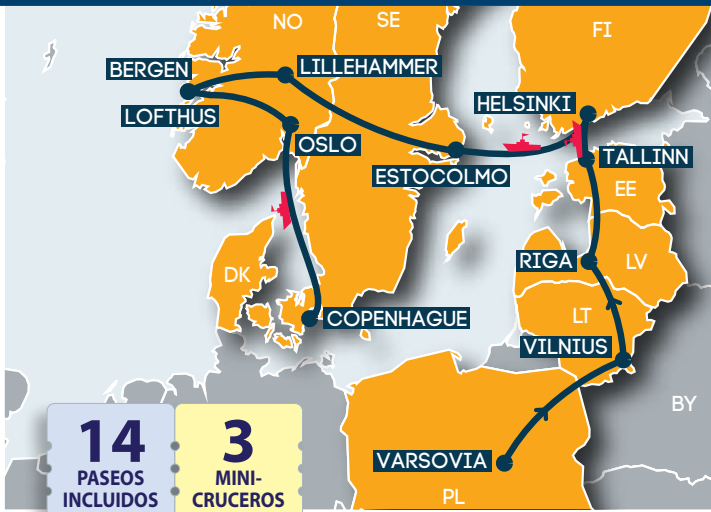 NO
SE
FI
BERGEN
LILLEHAMMER
HELSINKI
LOFTHUS
OSLO
ESTOCOLMO
TALLINN
EE
RIGA
LV
DK
COPENHAGUE
LT
VILNIUS
BY
VARSOVIA
PL
14
PASEOS
INCLUIDOS
3
MINI-
CRUCEROS